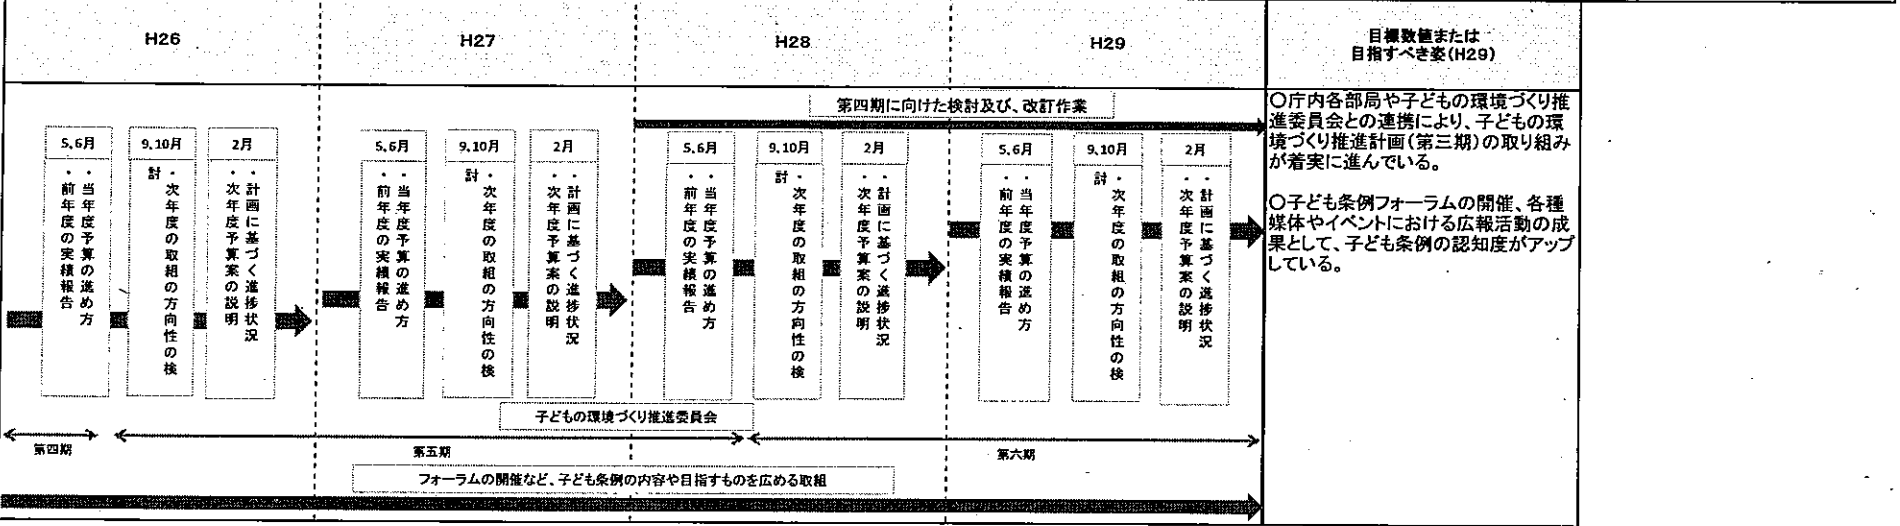 H26
H27
H28
H29
目標数値または
目指すべき姿(H29)
第四期に向けた検討及び、改訂作業
5、6月
・当年度予算の進め方
・前年度の実績報告
9、10月
・次年度の取組の方向性の検
討
2月
・計画に基づく進捗状況
・次年度予算案の説明
5、6月
・当年度予算の進め方
・前年度の実績報告
9、10月
・次年度の取組の方向性の検
討
2月
・計画に基づく進捗状況
・次年度予算案の説明
5、6月
・当年度予算の進め方
・前年度の実績報告
9、10月
・次年度の取組の方向性の検
討
2月
・計画に基づく進捗状況
・次年度予算案の説明
5、6月
・当年度予算の進め方
・前年度の実績報告
9、10月
・次年度の取組の方向性の検
討
2月
・計画に基づく進捗状況
・次年度予算案の説明
子どもの環境づくり推進委員会
第四期
第五期
第六期
フォーラムの開催など、子ども条例の内容や目指すものを広める取組
○庁内各部局や子どもの環境づくり推
進委員会との連携により、子どもの環
境づくり推進計画(第三期)の取り組み
が着実に進んでいる。
○子ども条例フォーラムの開催、各種
媒体やイベントにおける広報活動の成
果として、子ども条例の認知度がアップ
している。